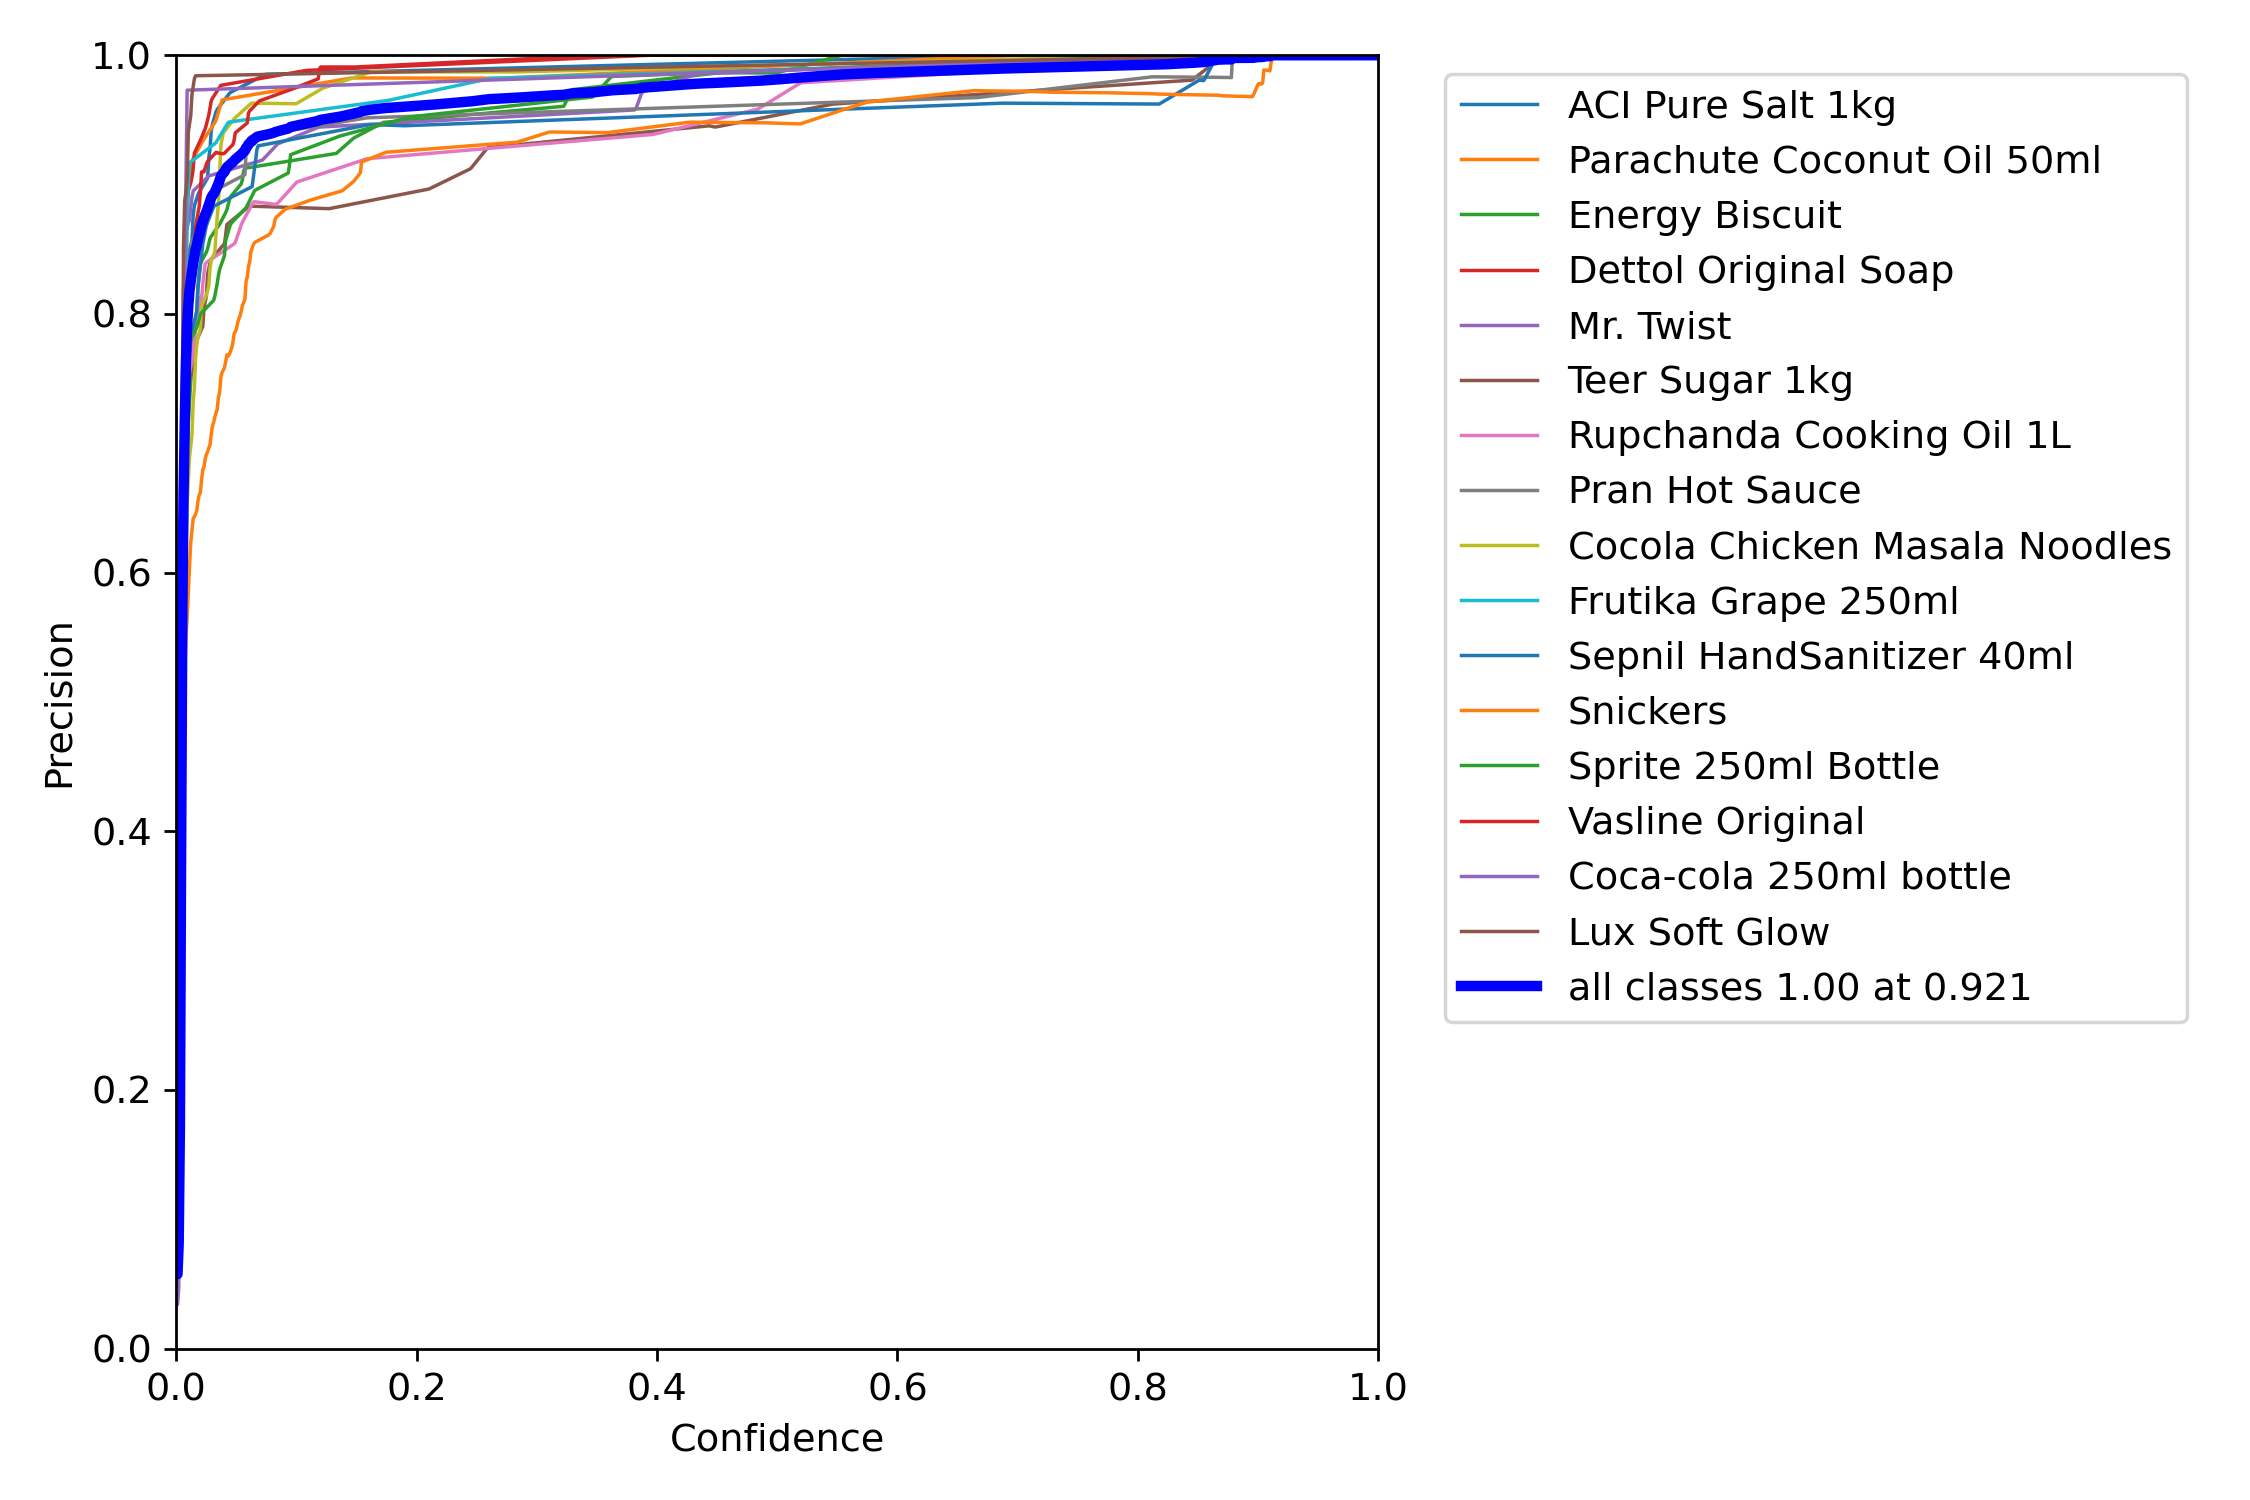 1.0
0.8
0.6
0.4
0.2
0.0
Precision
0.0 0.2 0.4 0.6 0.8 1.0
Confidence
ACI Pure Salt 1kg
Parachute Coconut Oil 50ml
Energy Biscuit
Dettol Original Soap
Mr. Twist
Teer Sugar 1kg
Rupchanda Cooking Oil 1L
Pran Hot Sauce
Cocola Chicken Masala Noodles
Frutika Grape 250ml
Sepnil HandSanitizer 40ml
Snickers
Sprite 250ml Bottle
Vasline Original
Coca-cola 250ml bottle
Lux Soft Glow
all classes 1.00 at 0.921